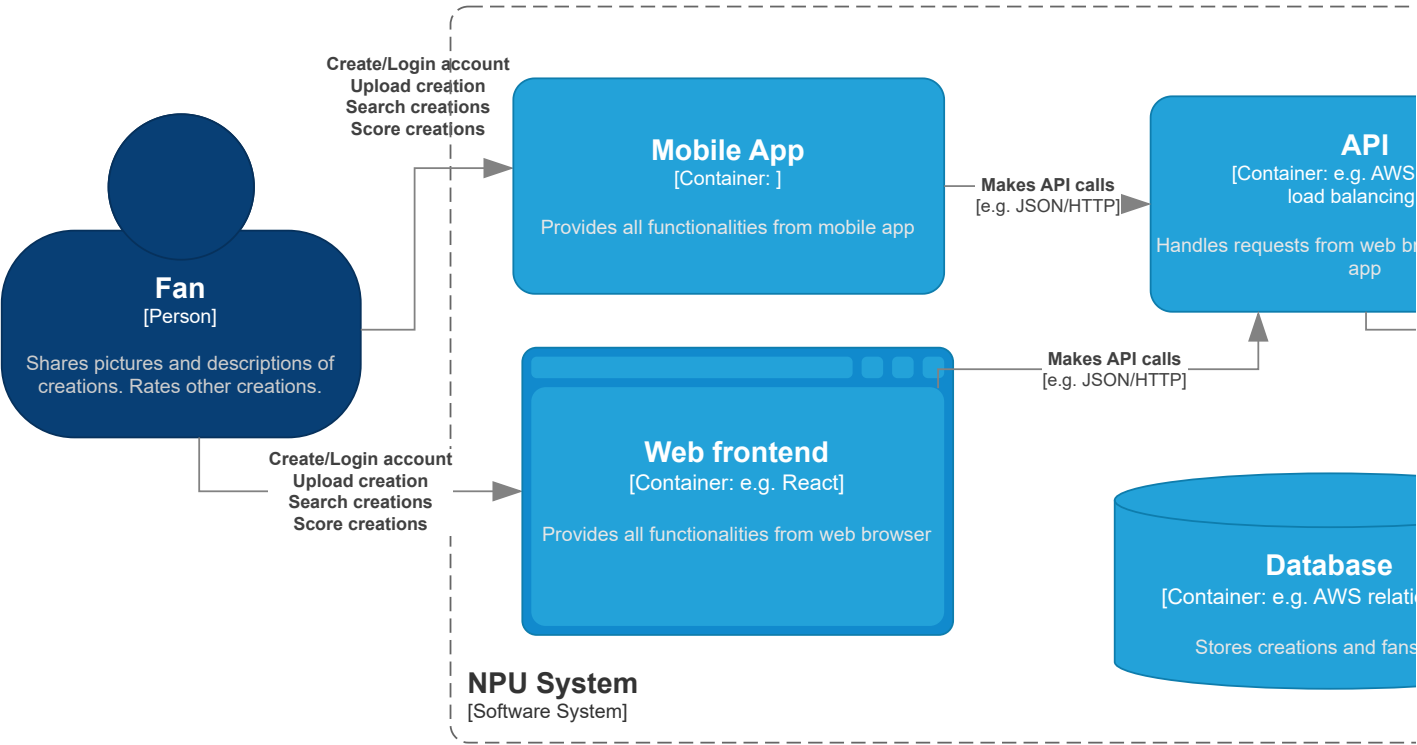 Create/Login account
Upload creation
Search creations
Score creations
Mobile App
[Container: ]
Provides all functionalities from mobile app
Makes API calls
[e.g. JSON/HTTP]
API
[Container: e.g. AWS
load balancing
Handles requests from web
app
Fan
[Person]
Shares pictures and descriptions of
creations. Rates other creations.
Makes API calls
[e.g. JSON/HTTP]
Create/Login account
Upload creation
Search creations
Score creations
Web frontend
[Container: e.g. React]
Provides all functionalities from web browser
Database
[Container: e.g. AWS
Stores creations and fans
NPU System
[Software System]